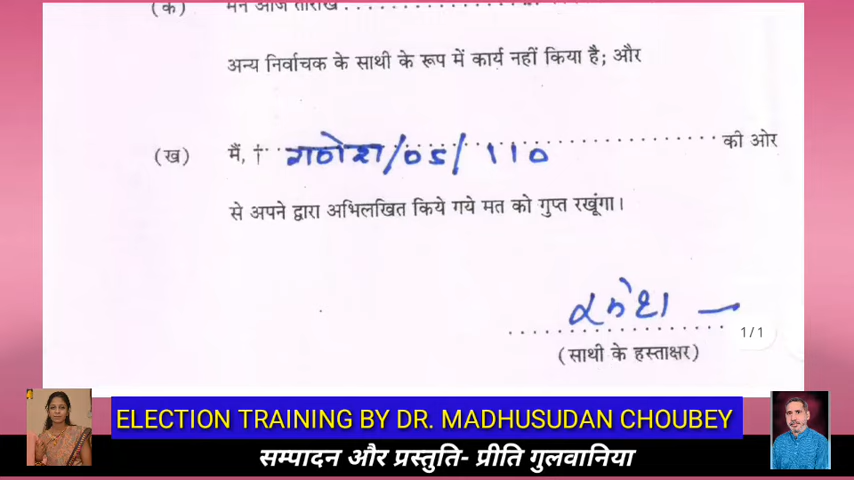 (क) मैंने आज तारीख
अन्य निर्वाचक के साथी के रूप में कार्य नहीं किया है; और
(ख) मैं, † गणेश/05/110 की ओर
से अपने द्वारा अभिलखित किये गये मत को गुप्त रखूंगा।
रमेश
1/1
(साथी के हस्ताक्षर)
ELECTION TRAINING BY DR. MADHUSUDAN CHOUBEY
सम्पादन और प्रस्तुति- प्रीति गुलवानिया